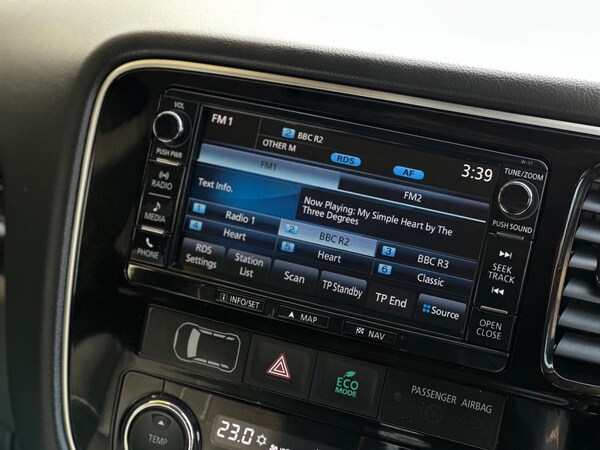 VOL
PUSH PWR
RADIO
MEDIA
PHONE
FM1
2 BBC R2
OTHER M
RDS
AF
3:39
FM1
FM2
Text Info.
Now Playing: My Simple Heart by The
Three Degrees
1 Radio 1
2 BBC R2
3 BBC R3
4 Heart
5 Heart
6 Classic
RDS
Settings
Station
List
Scan
TP Standby
TP End
Source
W-17
TUNE/ZOOM
PUSH SOUND
SEEK
TRACK
OPEN
CLOSE
i INFO/SET
MAP
NAV
ECO
MODE
PASSENGER AIRBAG
TEMP
23.0